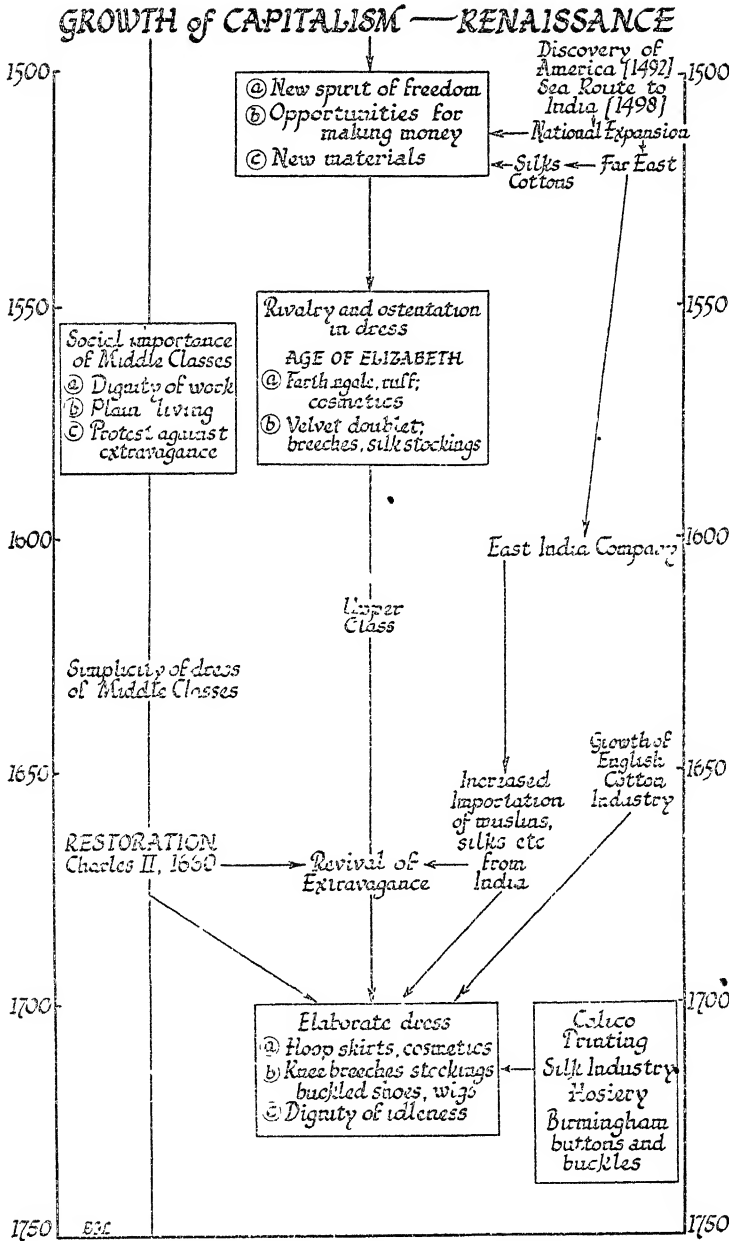 GROWTH of CAPITALISM — RENAISSANCE
1500
ⓐ New spirit of freedom
ⓑ Opportunities for
making money
ⓒ New materials
Discovery of
America [1492]
Sea Route to
India [1498]
National Expansion
Silks
Cottons
Far East
1500
1550
Social importance
of Middle Classes
ⓐ Dignity of work
ⓑ Plain living
ⓒ Protest against
extravagance
Rivalry and ostentation
in dress
AGE OF ELIZABETH
ⓐ Farthingale, ruff;
cosmetics
ⓑ Velvet doublet;
breeches, silk stockings
1550
1600
East India Company
1600
Upper
Class
Simplicity of dress
of Middle Classes
1650
Increased
Importation
of muslins,
silks etc
from
India
Growth of
English
Cotton
Industry
1650
RESTORATION
Charles II, 1660
Revival of
Extravagance
1700
Elaborate dress
ⓐ Hoop skirts, cosmetics
ⓑ Knee breeches stockings
buckled shoes, wigs
ⓒ Dignity of idleness
Calico
Printing
Silk Industry
Hosiery
Birmingham
buttons and
buckles
1700
1750
1750